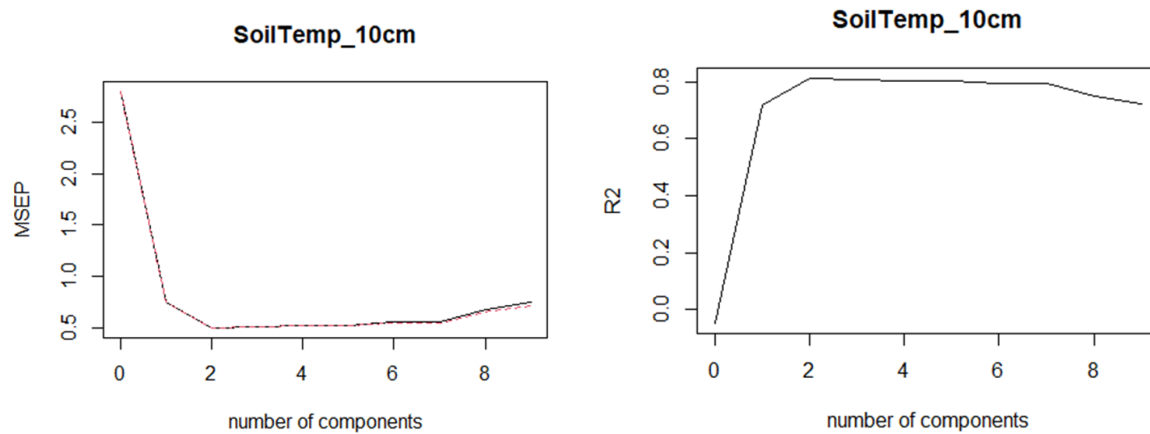 SoilTemp_10cm
MSEP
2.5
2.0
1.5
1.0
0.5
0 2 4 6 8
number of components
SoilTemp_10cm
R2
0.8
0.6
0.4
0.2
0.0
0 2 4 6 8
number of components